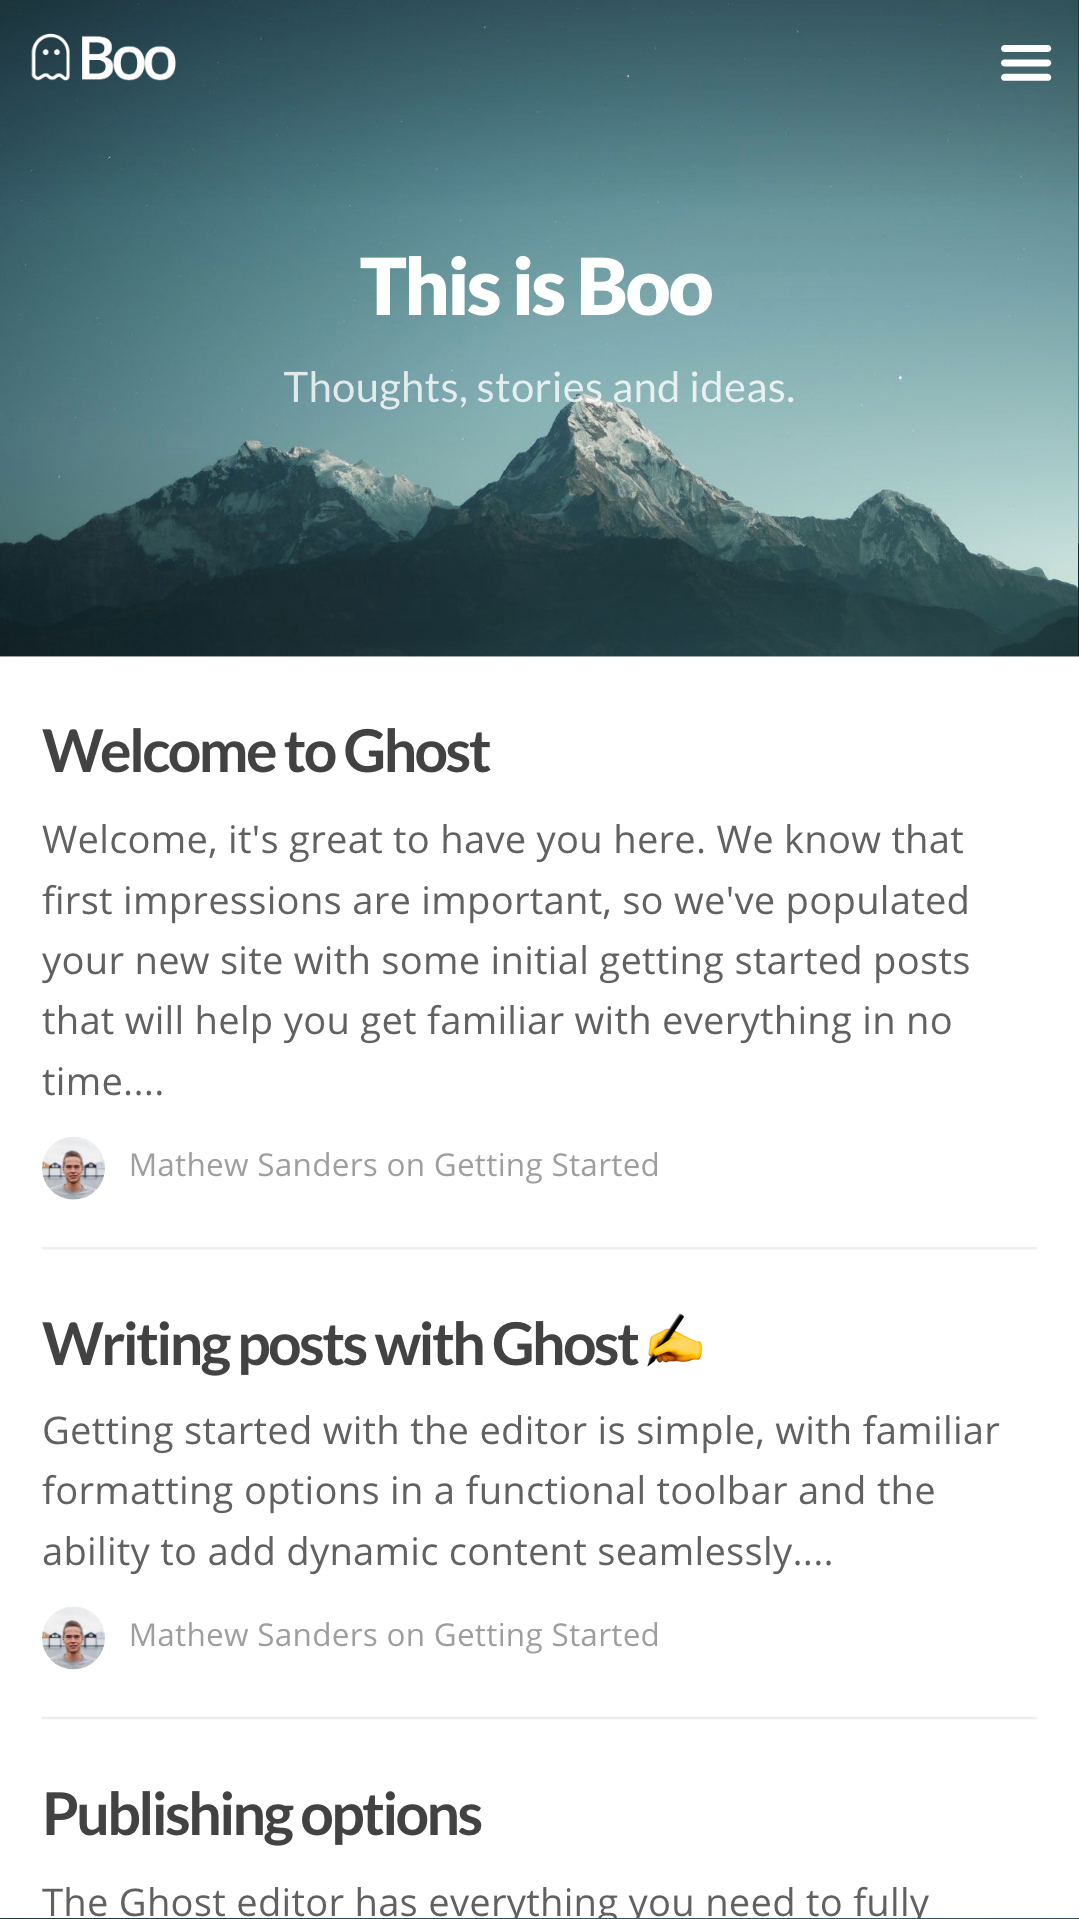 Boo
This is Boo
Thoughts, stories and ideas.
Welcome to Ghost
Welcome, it's great to have you here. We know that
first impressions are important, so we've populated
your new site with some initial getting started posts
that will help you get familiar with everything in no
time....
Mathew Sanders on Getting Started
Writing posts with Ghost ✍️
Getting started with the editor is simple, with familiar
formatting options in a functional toolbar and the
ability to add dynamic content seamlessly....
Mathew Sanders on Getting Started
Publishing options
The Ghost editor has everything you need to fully